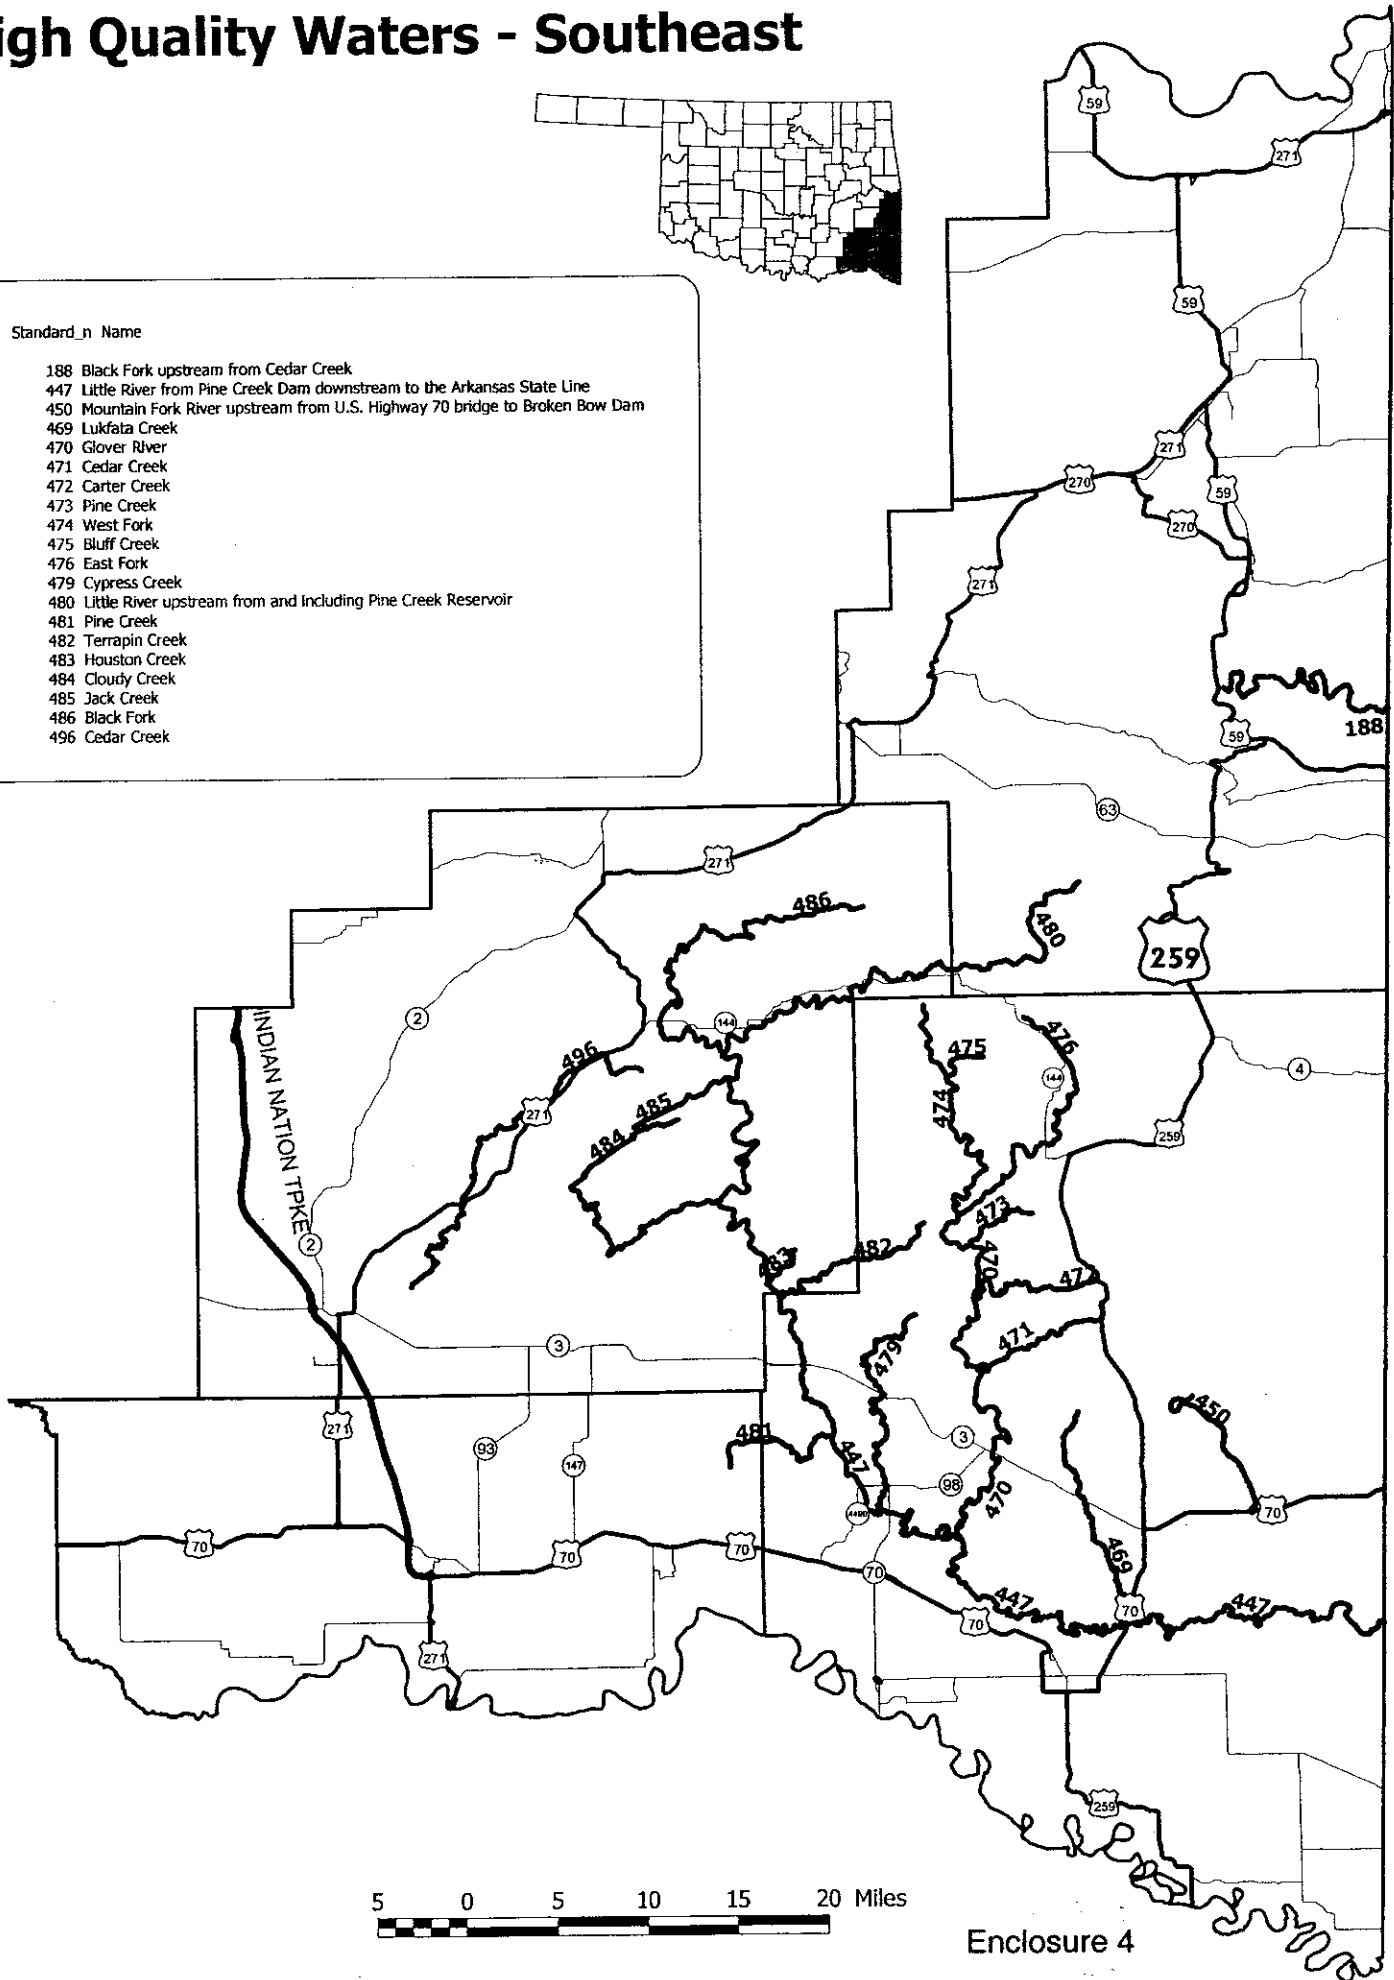 igh Quality Waters - Southeast
Standard_n Name
188 Black Fork upstream from Cedar Creek
447 Little River from Pine Creek Dam downstream to the Arkansas State Line
450 Mountain Fork River upstream from U.S. Highway 70 bridge to Broken Bow Dam
469 Lukfata Creek
470 Glover River
471 Cedar Creek
472 Carter Creek
473 Pine Creek
474 West Fork
475 Bluff Creek
476 East Fork
479 Cypress Creek
480 Little River upstream from and including Pine Creek Reservoir
481 Pine Creek
482 Terrapin Creek
483 Houston Creek
484 Cloudy Creek
485 Jack Creek
486 Black Fork
496 Cedar Creek
59
271
59
271
270
59
270
271
188
59
63
271
486
480
259
2
144
475
476
496
144
4
474
485
271
259
484
INDIAN NATION TPKE
473
2
482
470
483
472
471
3
479
450
271
481
3
93
447
147
98
470
70
70
70
70
469
70
447
70
70
447
271
259
5 0 5 10 15 20 Miles
Enclosure 4